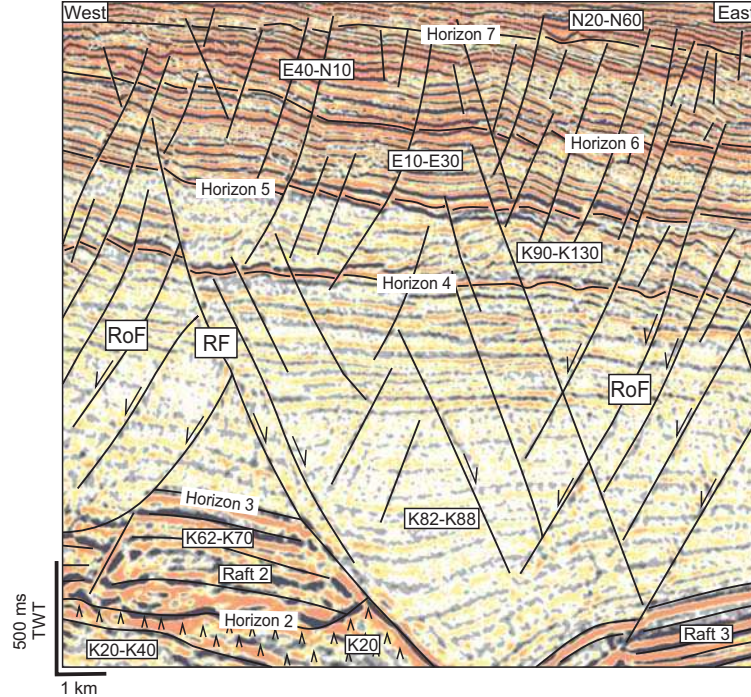 West
East
N20-N60
Horizon 7
E40-N10
Horizon 6
E10-E30
Horizon 5
K90-K130
Horizon 4
RoF
RF
RoF
Horizon 3
K82-K88
K62-K70
Raft 2
Horizon 2
K20
Raft 3
K20-K40
500 ms
TWT
1 km